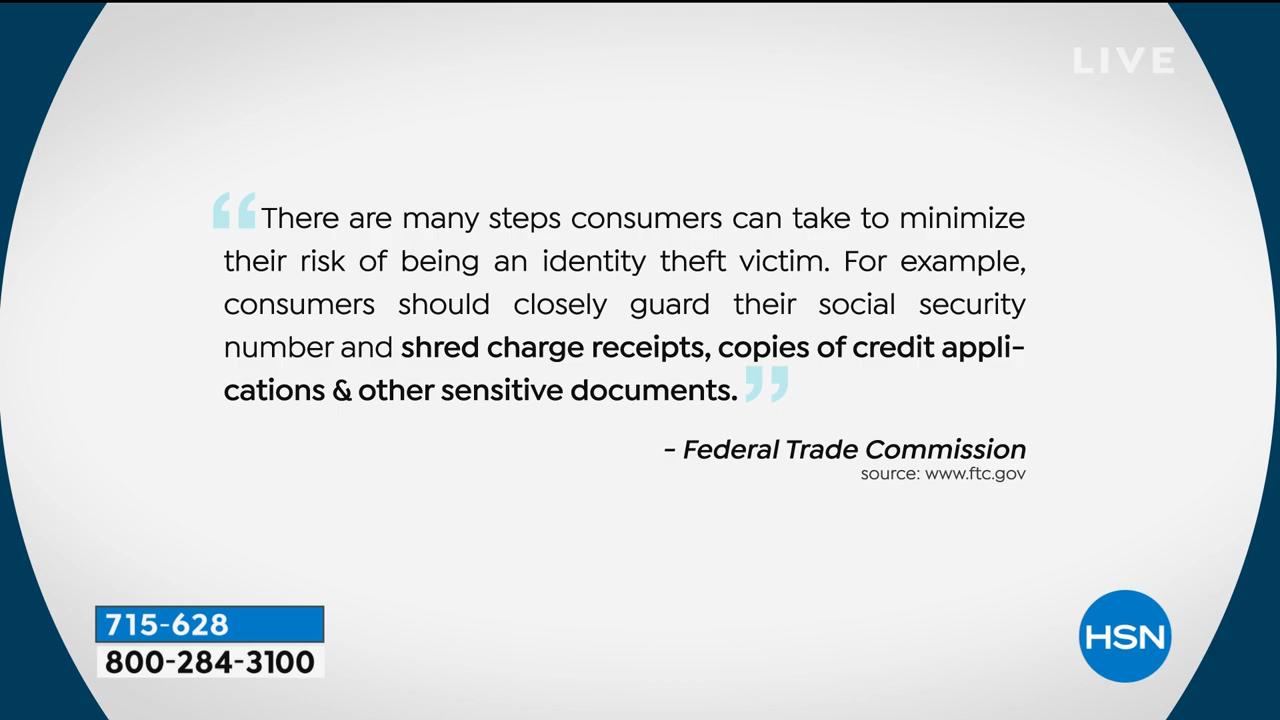 LIVE
“There are many steps consumers can take to minimize
their risk of being an identity theft victim. For example,
consumers should closely guard their social security
number and shred charge receipts, copies of credit appli-
cations & other sensitive documents.”
- Federal Trade Commission
source: www.ftc.gov
715-628
800-284-3100
HSN